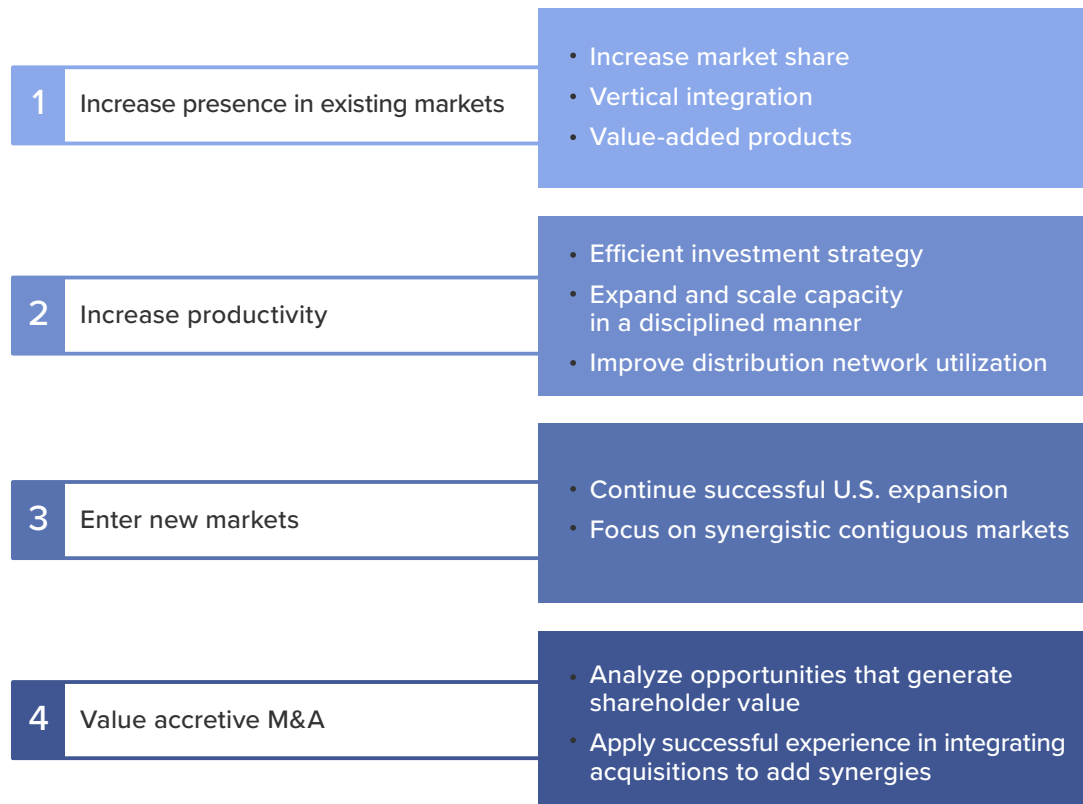 1
Increase presence in existing markets
• Increase market share
• Vertical integration
• Value-added products
2
Increase productivity
• Efficient investment strategy
• Expand and scale capacity
in a disciplined manner
• Improve distribution network utilization
3
Enter new markets
• Continue successful U.S. expansion
• Focus on synergistic contiguous markets
4
Value accretive M&A
• Analyze opportunities that generate
shareholder value
• Apply successful experience in integrating
acquisitions to add synergies